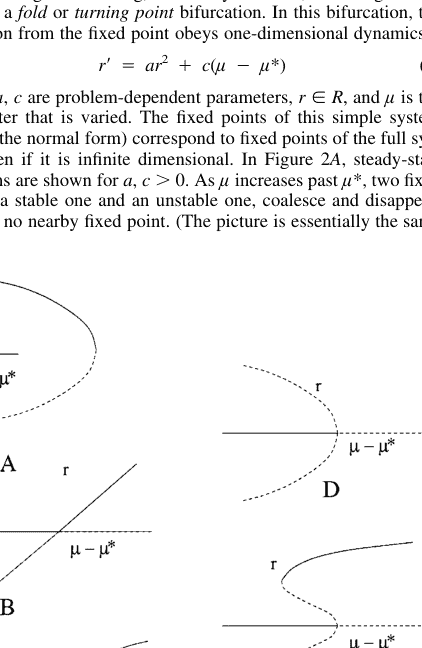 a fold or turning point bifurcation. In this bifurcation, t
on from the fixed point obeys one-dimensional dynamics
r′ = ar² + c(μ − μ*) (
, c are problem-dependent parameters, r ∈ R, and μ is t
ter that is varied. The fixed points of this simple syste
the normal form) correspond to fixed points of the full sy
en if it is infinite dimensional. In Figure 2A, steady-sta
ns are shown for a, c > 0. As μ increases past μ*, two fix
a stable one and an unstable one, coalesce and disappe
no nearby fixed point. (The picture is essentially the sar
μ*
A
r
μ − μ*
D
r
μ − μ*
B
r
μ − μ*